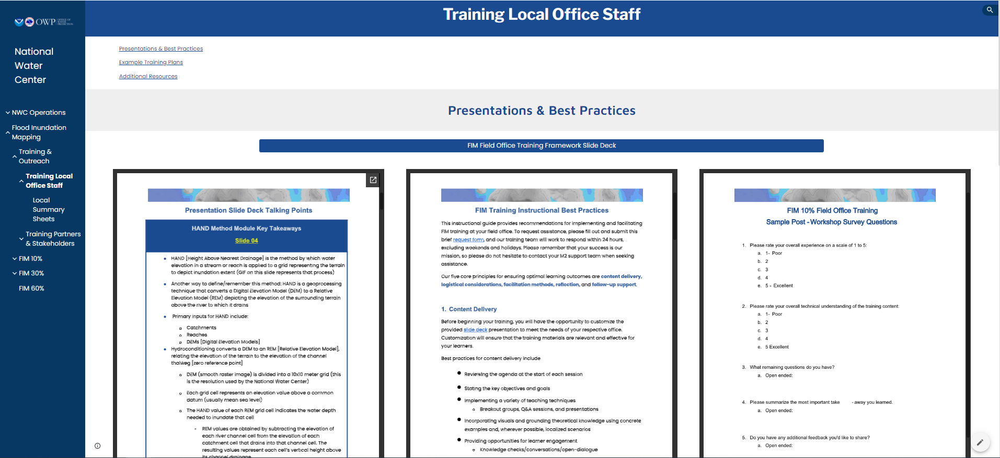 OWP OFFICE OF WATER PREDICTION
National
Water
Center
NWC Operations
Flood Inundation
Mapping
Training &
Outreach
Training Local
Office Staff
Local
Summary
Sheets
Training Partners
& Stakeholders
FIM 10%
FIM 30%
FIM 60%
Training Local Office Staff
Presentations & Best Practices
Example Training Plans
Additional Resources
Presentations & Best Practices
FIM Field Office Training Framework Slide Deck
Presentation Slide Deck Talking Points
HAND Method Module Key Takeaways
Slide 04
HAND [Height Above Nearest Drainage] is the method by which water
elevation in a stream or reach is applied to a grid representing the terrain
to depict inundation extent (GIF on this slide represents that process)
Another way to define/remember this method: HAND is a geoprocessing
technique that converts a Digital Elevation Model (DEM) to a Relative
Elevation Model (REM) depicting the elevation of the surrounding terrain
above the river to which it drains
Primary inputs for HAND include:
Catchments
Reaches
DEMs [Digital Elevation Models]
Hydroconditioning converts a DEM to an REM [Relative Elevation Model],
relating the elevation of the terrain to the elevation of the channel
thalweg [zero reference point]
DEM (smooth raster image) is divided into a 10x10 meter grid (this
is the resolution used by the National Water Center)
Each grid cell represents an elevation value above a common
datum (usually mean sea level)
The HAND value of each REM grid cell indicates the water depth
needed to inundate that cell
REM values are obtained by subtracting the elevation of
each river channel cell from the elevation of each
catchment cell that drains into that channel cell. The
resulting values represent each cell's vertical height above
its channel drainage
FIM Training Instructional Best Practices
This instructional guide provides recommendations for implementing and facilitating
FIM training at your field office. To request assistance, please fill out and submit this
brief request form, and our training team will work to respond within 24 hours,
excluding weekends and holidays. Please remember that your success is our
mission, so please do not hesitate to contact your M2 support team when seeking
assistance.
Our five core principles for ensuring optimal learning outcomes are content delivery,
logistical considerations, facilitation methods, reflection, and follow-up support.
1. Content Delivery
Before beginning your training, you will have the opportunity to customize the
provided slide deck presentation to meet the needs of your respective office.
Customization will ensure that the training materials are relevant and effective for
your learners.
Best practices for content delivery include
Reviewing the agenda at the start of each session
Stating the key objectives and goals
Implementing a variety of teaching techniques
Breakout groups, Q&A sessions, and presentations
Incorporating visuals and grounding theoretical knowledge using concrete
examples and, wherever possible, localized scenarios
Providing opportunities for learner engagement
Knowledge checks/conversations/open-dialogue
FIM 10% Field Office Training
Sample Post - Workshop Survey Questions
1. Please rate your overall experience on a scale of 1 to 5:
a. 1- Poor
b. 2
c. 3
d. 4
e. 5 - Excellent
2. Please rate your overall technical understanding of the training content:
a. 1- Poor
b. 2
c. 3
d. 4
e. 5 Excellent
3. What remaining questions do you have?
a. Open ended:
4. Please summarize the most important take - away you learned.
a. Open ended:
5. Do you have any additional feedback you'd like to share?
a. Open ended: